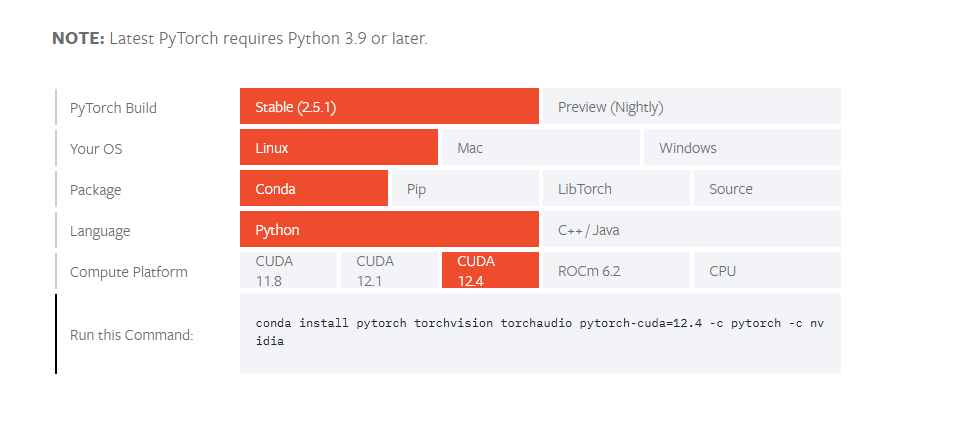 NOTE: Latest PyTorch requires Python 3.9 or later.
PyTorch Build Stable (2.5.1) Preview (Nightly)
Your OS Linux Mac Windows
Package Conda Pip LibTorch Source
Language Python C++ / Java
Compute Platform CUDA 11.8 CUDA 12.1 CUDA 12.4 ROCm 6.2 CPU
Run this Command: conda install pytorch torchvision torchaudio pytorch-cuda=12.4 -c pytorch -c nv
idia